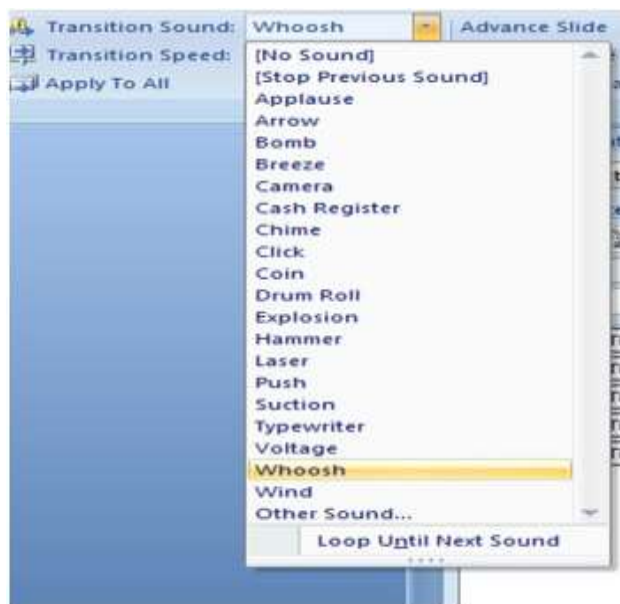 Transition Sound: Whoosh Advance Slide
Transition Speed: [No Sound]
[Stop Previous Sound]
Apply To All
Applause
Arrow
Bomb
Breeze
Camera
Cash Register
Chime
Click
Coin
Drum Roll
Explosion
Hammer
Laser
Push
Suction
Typewriter
Voltage
Whoosh
Wind
Other Sound...
Loop Until Next Sound